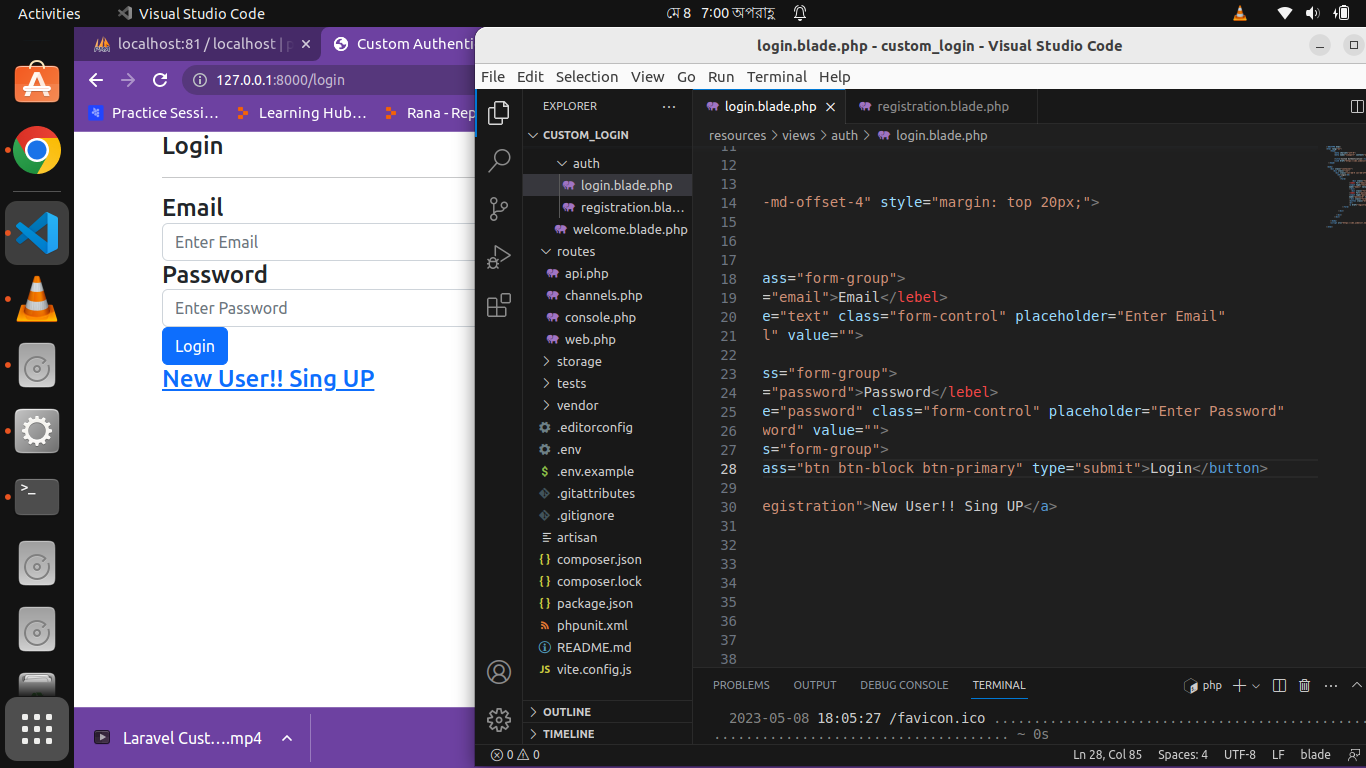 Activities
Visual Studio Code
মে 8 7:00 অপরাহ্ণ
localhost:81 / localhost | p
Custom Authenti
127.0.0.1:8000/login
Practice Sessi…
Learning Hub…
Rana - Rep
Login
Email
Enter Email
Password
Enter Password
Login
New User!! Sing UP
Laravel Cust….mp4
login.blade.php - custom_login - Visual Studio Code
File Edit Selection View Go Run Terminal Help
EXPLORER
CUSTOM_LOGIN
auth
login.blade.php
registration.bla…
welcome.blade.php
routes
api.php
channels.php
console.php
web.php
storage
tests
vendor
.editorconfig
.env
.env.example
.gitattributes
.gitignore
artisan
composer.json
composer.lock
package.json
phpunit.xml
README.md
vite.config.js
OUTLINE
TIMELINE
login.blade.php
registration.blade.php
resources > views > auth > login.blade.php
11
12
13
14 -md-offset-4" style="margin: top 20px;">
15
16
17
18 ass="form-group">
19 ="email">Email</lebel>
20 e="text" class="form-control" placeholder="Enter Email"
21 l" value="">
22
23 ss="form-group">
24 ="password">Password</lebel>
25 e="password" class="form-control" placeholder="Enter Password"
26 word" value="">
27 s="form-group">
28 ass="btn btn-block btn-primary" type="submit">Login</button>
29
30 egistration">New User!! Sing UP</a>
31
32
33
34
35
36
37
38
PROBLEMS OUTPUT DEBUG CONSOLE TERMINAL
php
2023-05-08 18:05:27 /favicon.ico ............................................
................................... ~ 0s
0 0
Ln 28, Col 85 Spaces: 4 UTF-8 LF blade